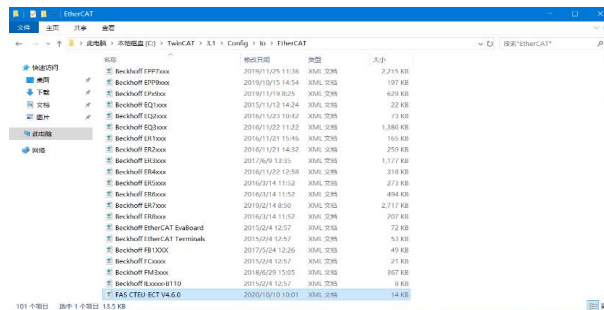 EtherCAT
文件 主页 共享 查看
此电脑 > 本地磁盘 (C:) > TwinCAT > 3.1 > Config > Io > EtherCAT
搜索"EtherCAT"
快速访问
桌面
下载
文档
图片
此电脑
网络
名称 修改日期 类型 大小
Beckhoff EPP7xxx 2019/11/25 11:36 XML 文档 2,215 KB
Beckhoff EPP9xxx 2019/10/15 14:54 XML 文档 197 KB
Beckhoff EPx9xx 2019/11/19 8:25 XML 文档 629 KB
Beckhoff EQ1xxx 2015/11/12 14:24 XML 文档 22 KB
Beckhoff EQ2xxx 2016/11/23 10:42 XML 文档 73 KB
Beckhoff EQ3xxx 2016/11/22 11:22 XML 文档 1,386 KB
Beckhoff ER1xxx 2016/11/21 15:46 XML 文档 165 KB
Beckhoff ER2xxx 2016/11/21 14:32 XML 文档 259 KB
Beckhoff ER3xxx 2017/6/9 13:35 XML 文档 1,177 KB
Beckhoff ER4xxx 2016/11/22 12:58 XML 文档 318 KB
Beckhoff ER5xxx 2016/3/14 11:52 XML 文档 273 KB
Beckhoff ER6xxx 2016/3/14 11:52 XML 文档 494 KB
Beckhoff ER7xxx 2019/2/14 8:50 XML 文档 2,717 KB
Beckhoff ER8xxx 2016/3/14 11:52 XML 文档 207 KB
Beckhoff EtherCAT EvaBoard 2015/2/4 12:57 XML 文档 72 KB
Beckhoff EtherCAT Terminals 2015/2/4 12:57 XML 文档 53 KB
Beckhoff FB1XXX 2017/5/24 12:26 XML 文档 49 KB
Beckhoff FCxxxx 2015/2/4 12:57 XML 文档 21 KB
Beckhoff FM3xxx 2018/6/29 15:05 XML 文档 367 KB
Beckhoff ILxxxx-B110 2015/2/4 12:57 XML 文档 8 KB
FAS CTEU-ECT V4.6.0 2020/10/10 10:01 XML 文档 14 KB
101 个项目 选中 1 个项目 13.5 KB